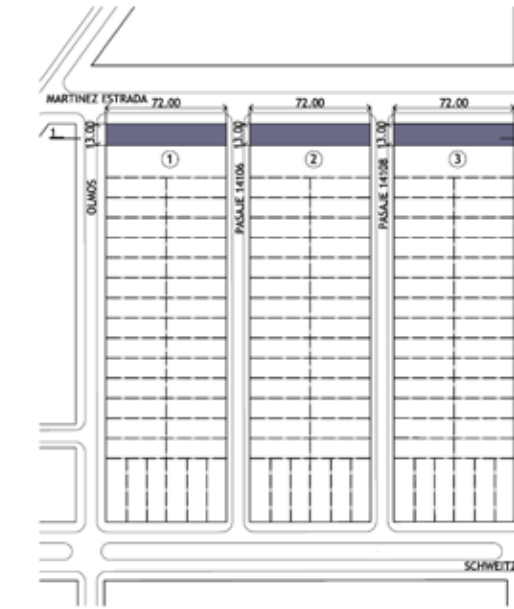 MARTINEZ ESTRADA
72.00
72.00
72.00
1
13.00
13.00
13.00
1
2
3
OLMOS
PASAJE 14106
PASAJE 14108
SCHWEITZ